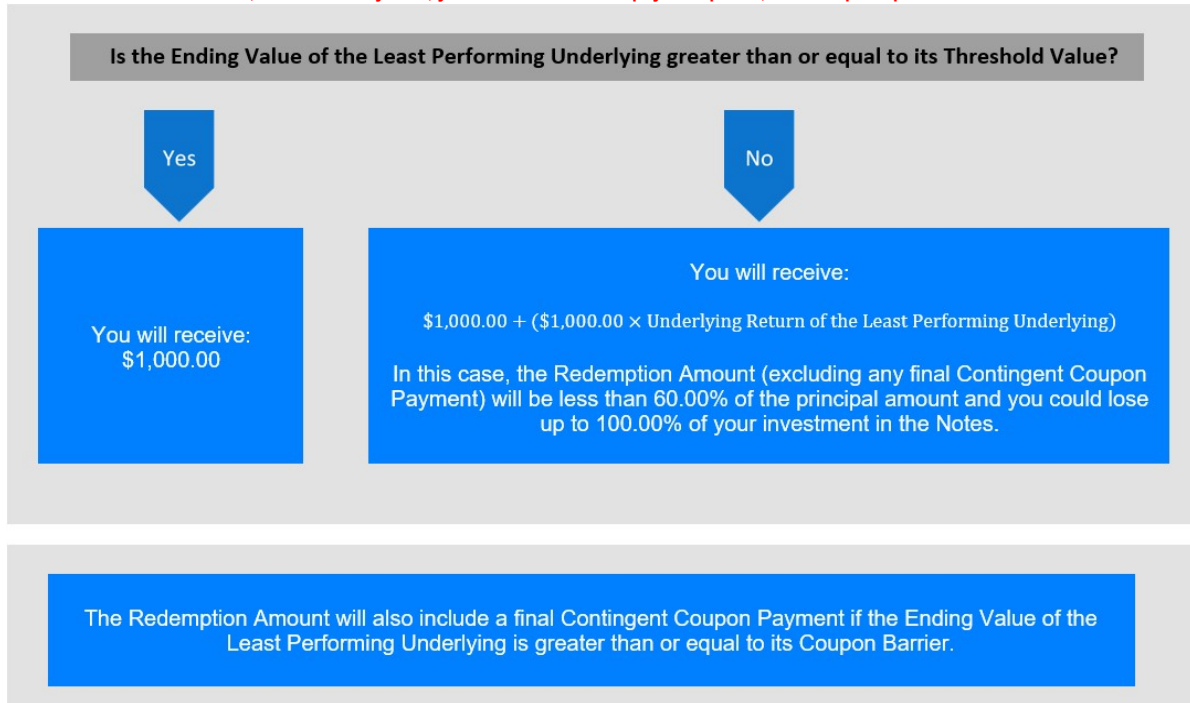 Is the Ending Value of the Least Performing Underlying greater than or equal to its Threshold Value?
Yes
No
You will receive:
$1,000.00
You will receive:
$1,000.00 + ($1,000.00 × Underlying Return of the Least Performing Underlying)
In this case, the Redemption Amount (excluding any final Contingent Coupon
Payment) will be less than 60.00% of the principal amount and you could lose
up to 100.00% of your investment in the Notes.
The Redemption Amount will also include a final Contingent Coupon Payment if the Ending Value of the
Least Performing Underlying is greater than or equal to its Coupon Barrier.